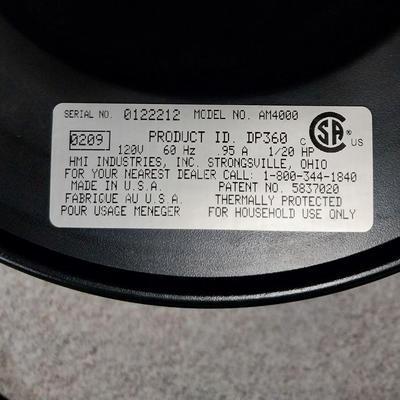 SERIAL NO. 0122212 MODEL NO. AM4000
0209 PRODUCT ID. DP360 C SA US
120V 60 Hz 95 A 1/20 HP
HMI INDUSTRIES, INC. STRONGSVILLE, OHIO
FOR YOUR NEAREST DEALER CALL: 1-800-344-1840
MADE IN U.S.A. PATENT NO. 5837020
FABRIQUE AU U.S.A. THERMALLY PROTECTED
POUR USAGE MENEGER FOR HOUSEHOLD USE ONLY